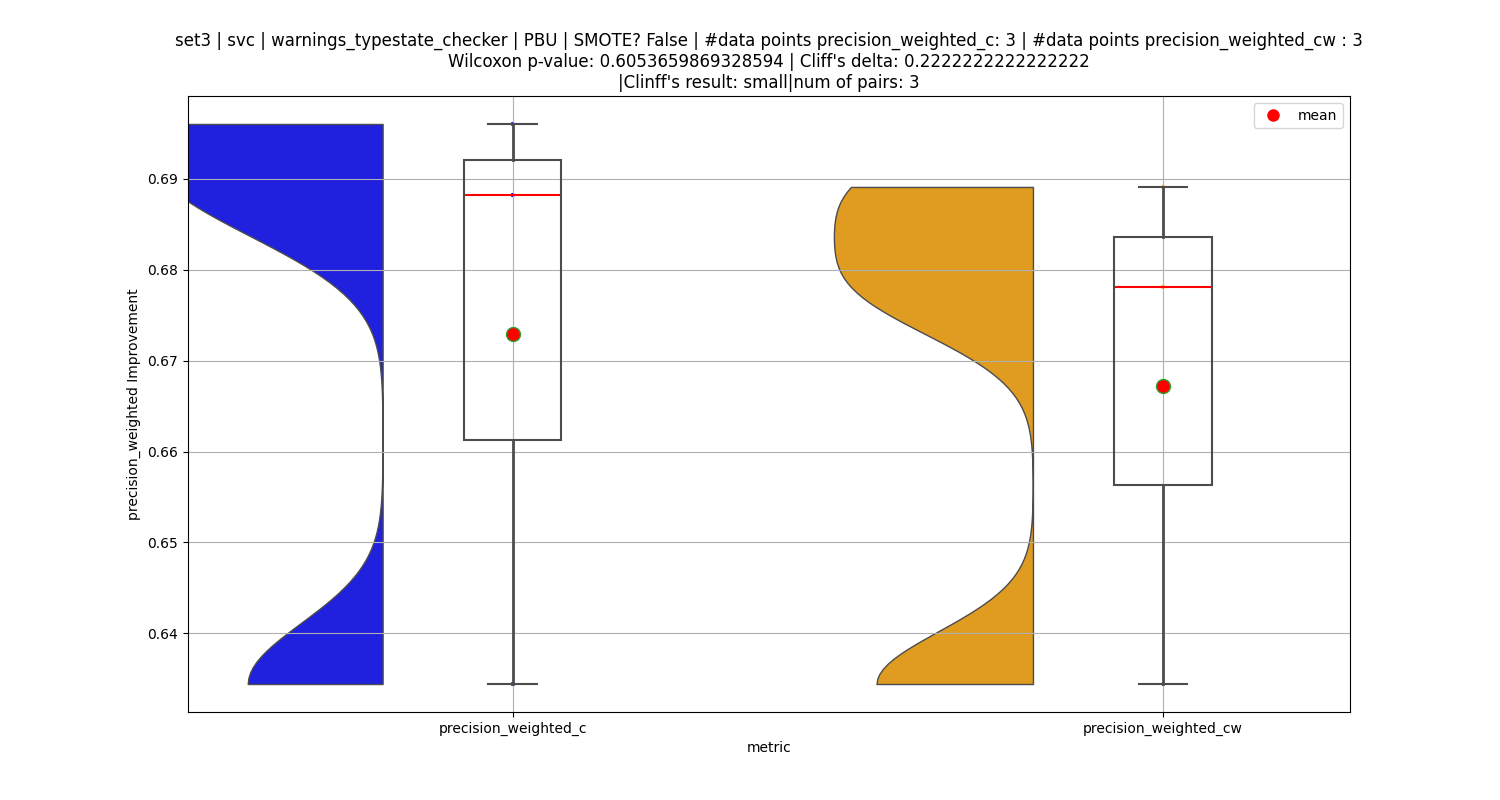 set3 | svc | warnings_typestate_checker | PBU | SMOTE? False | #data points precision_weighted_c: 3 | #data points precision_weighted_cw : 3
Wilcoxon p-value: 0.6053659869328594 | Cliff's delta: 0.2222222222222222
|Clinff's result: small|num of pairs: 3
mean
0.69
0.68
0.67
0.66
0.65
0.64
precision_weighted Improvement
precision_weighted_c
precision_weighted_cw
metric